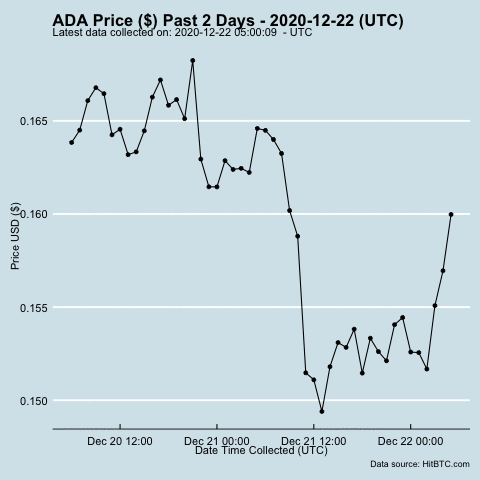 ADA Price ($) Past 2 Days - 2020-12-22 (UTC)
Latest data collected on: 2020-12-22 05:00:09 - UTC
0.165
0.160
0.155
0.150
Price USD ($)
Dec 20 12:00 Dec 21 00:00 Dec 21 12:00 Dec 22 00:00
Date Time Collected (UTC)
Data source: HitBTC.com